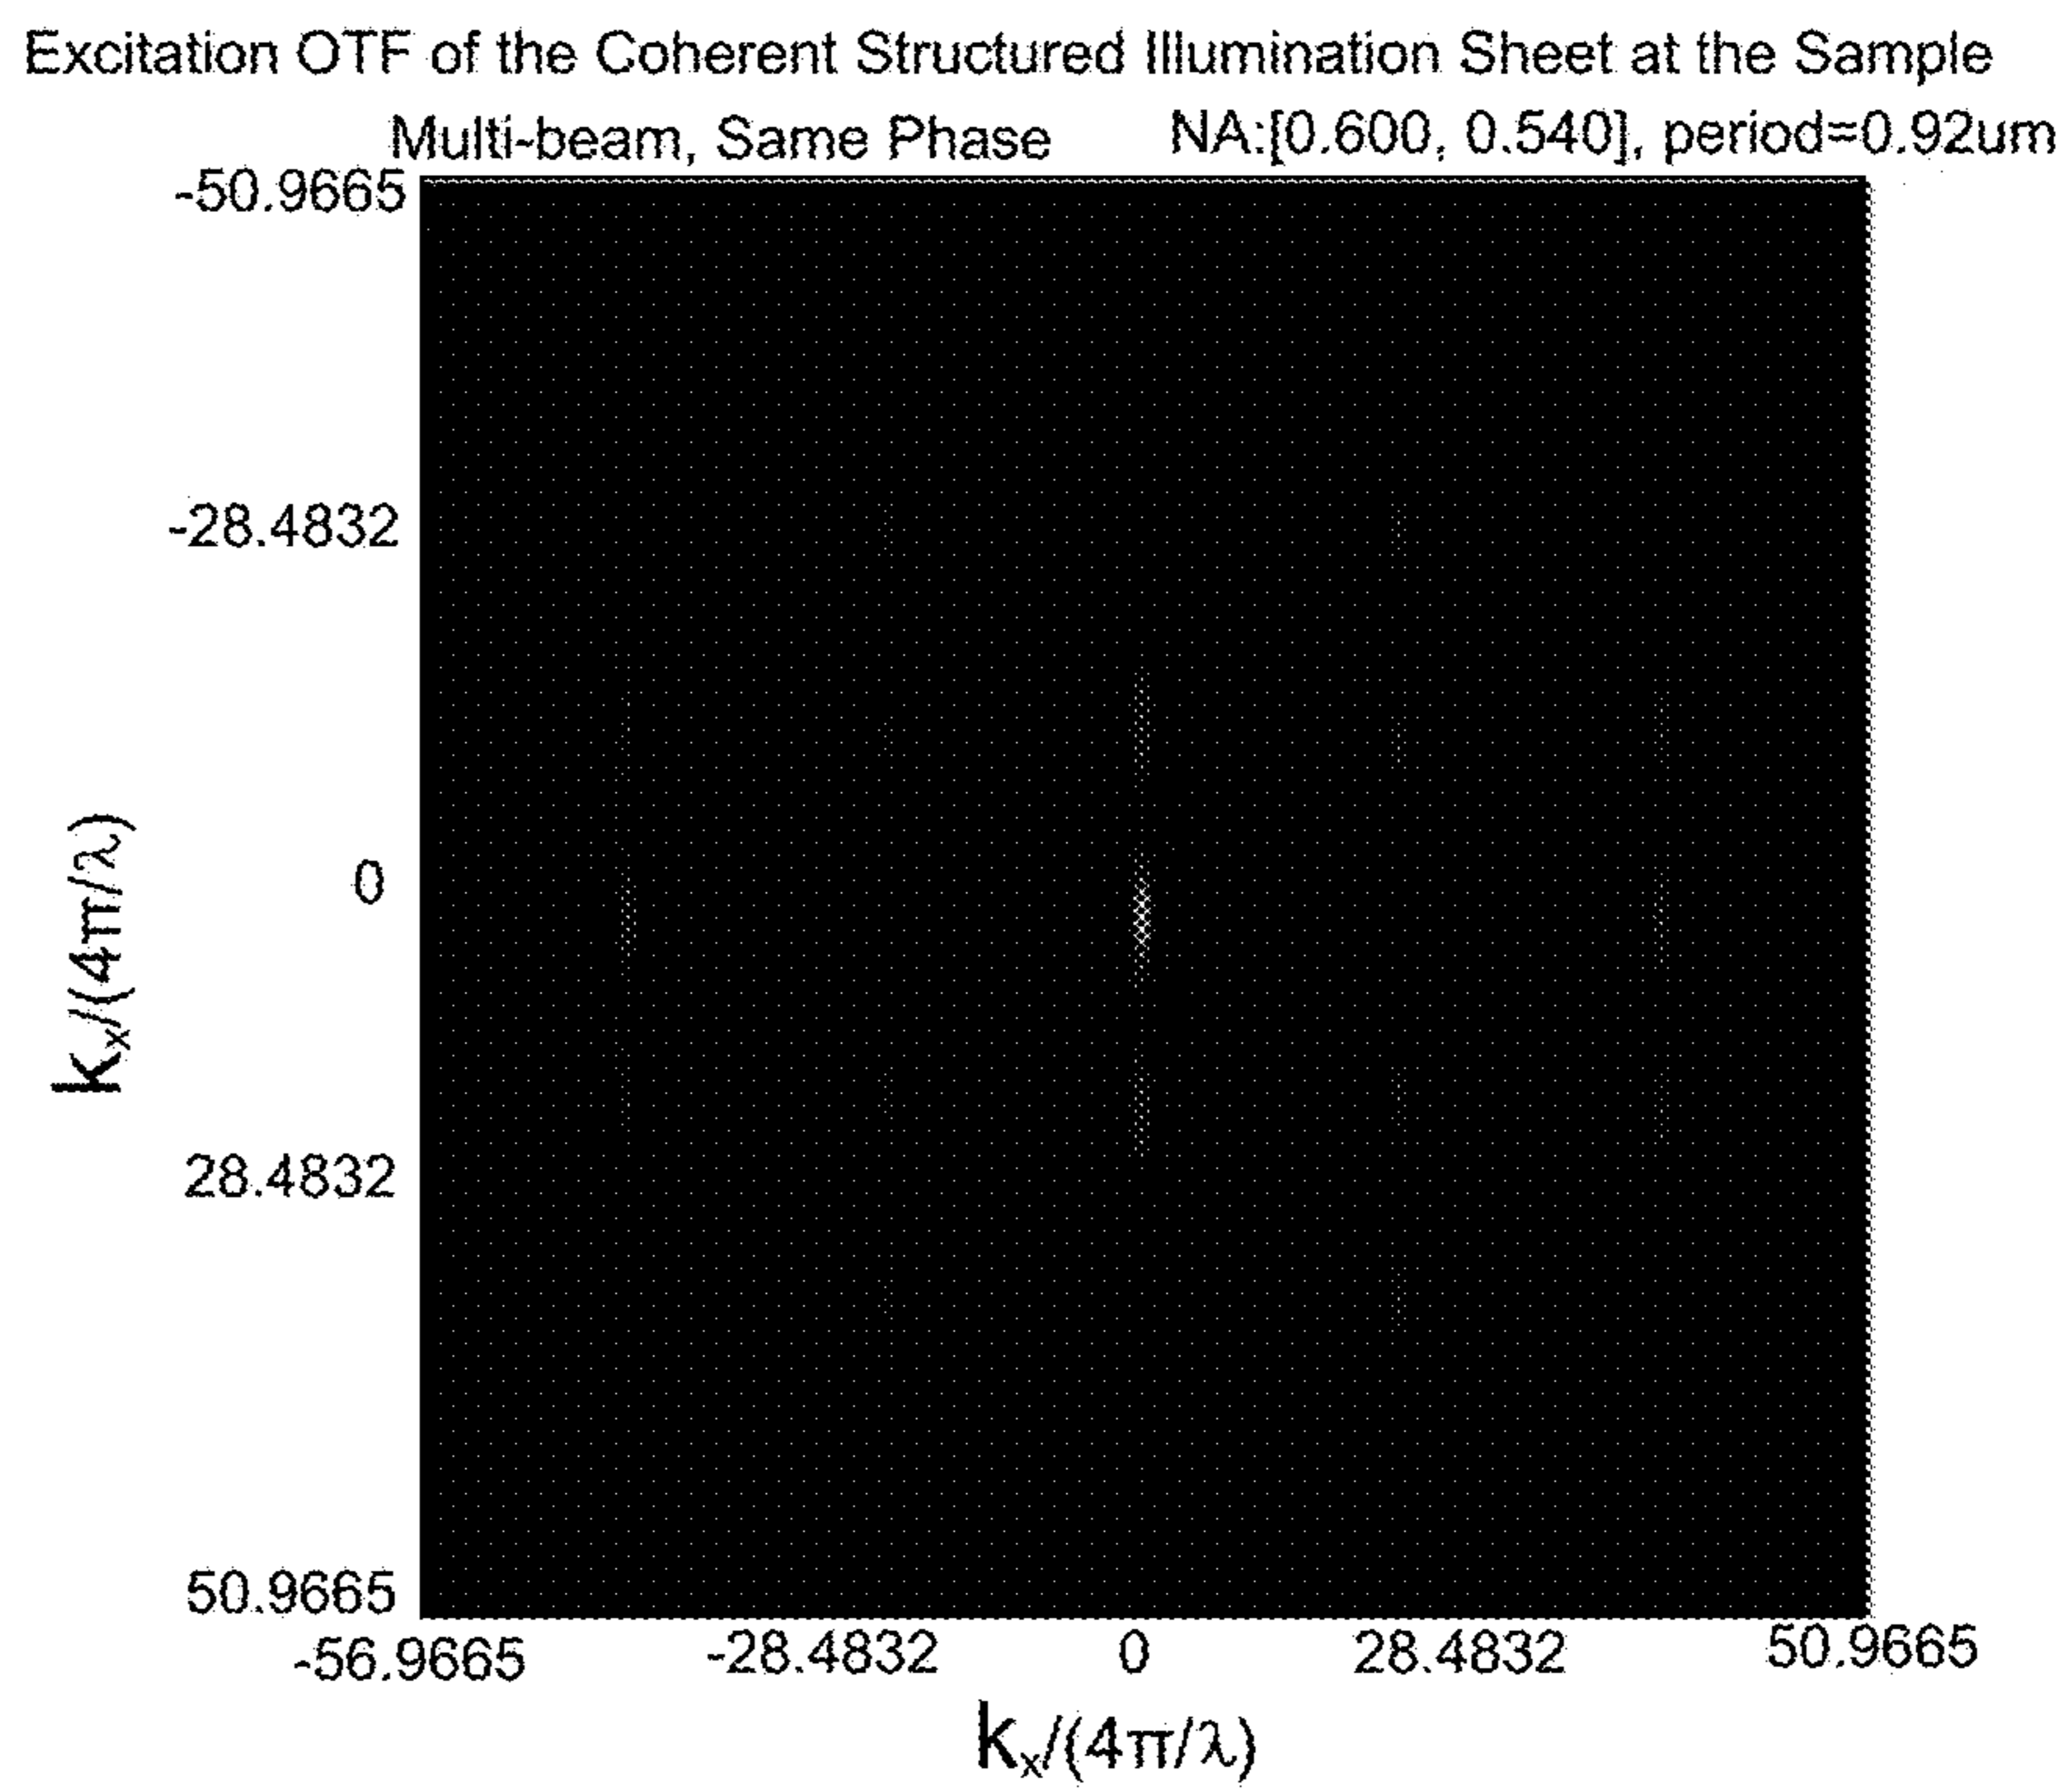 Excitation OTF of the Coherent Structured Illumination Sheet at the Sample
Multi-beam, Same Phase NA:[0.600, 0.540], period=0.92um
-50.9665
-28.4832
0
28.4832
50.9665
kx/(4π/λ)
-56.9665 -28.4832 0 28.4832 50.9665
kx/(4π/λ)